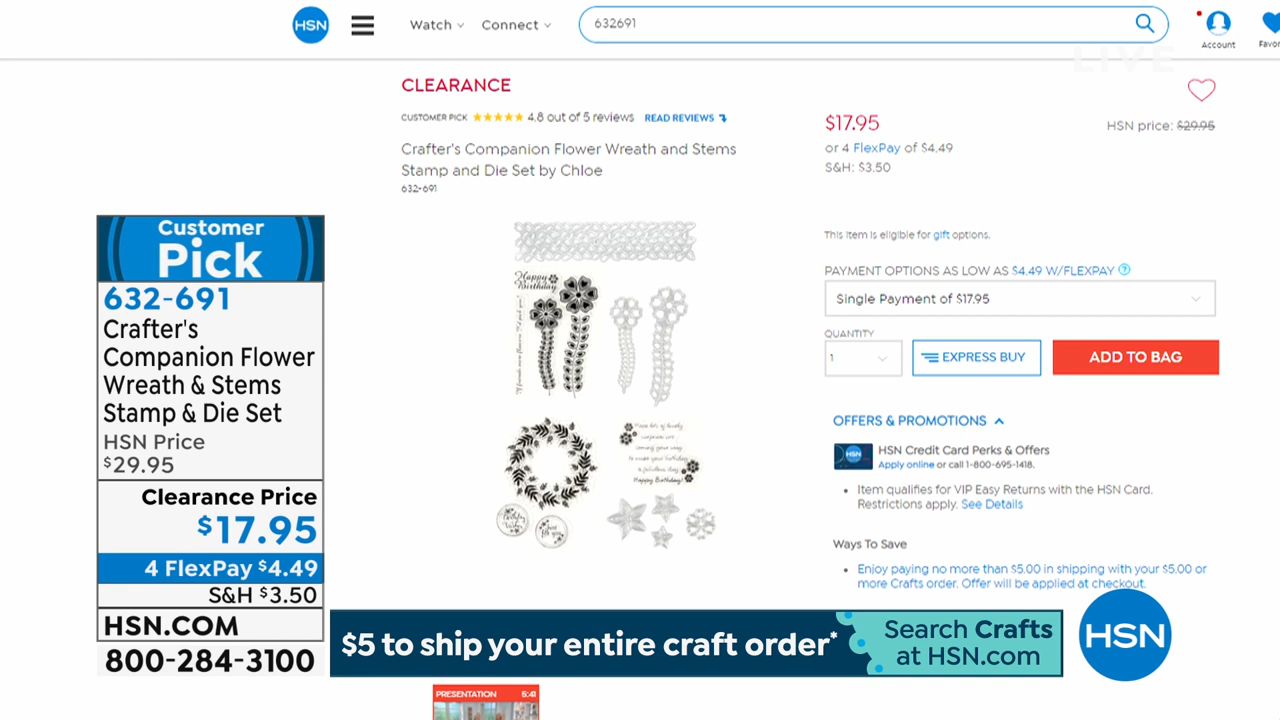 HSN
Watch
Connect
632691
Account
Favor
LIVE
CLEARANCE
CUSTOMER PICK
4.8 out of 5 reviews
READ REVIEWS
Crafter's Companion Flower Wreath and Stems
Stamp and Die Set by Chloe
632-691
$17.95
HSN price: $29.95
or 4 FlexPay of $4.49
S&H: $3.50
This item is eligible for gift options.
PAYMENT OPTIONS AS LOW AS $4.49 W/FLEXPAY ?
Single Payment of $17.95
QUANTITY
1
EXPRESS BUY
ADD TO BAG
OFFERS & PROMOTIONS
HSN
HSN Credit Card Perks & Offers
Apply online or call 1-800-695-1418.
• Item qualifies for VIP Easy Returns with the HSN Card.
Restrictions apply. See Details
Ways To Save
• Enjoy paying no more than $5.00 in shipping with your $5.00 or
more Crafts order. Offer will be applied at checkout.
Happy
Birthday
Happy Birthday!
Customer
Pick
632-691
Crafter's
Companion Flower
Wreath & Stems
Stamp & Die Set
HSN Price
$29.95
Clearance Price
$17.95
4 FlexPay $4.49
S&H $3.50
HSN.COM
800-284-3100
$5 to ship your entire craft order*
Search Crafts
at HSN.com
HSN
PRESENTATION 5:41